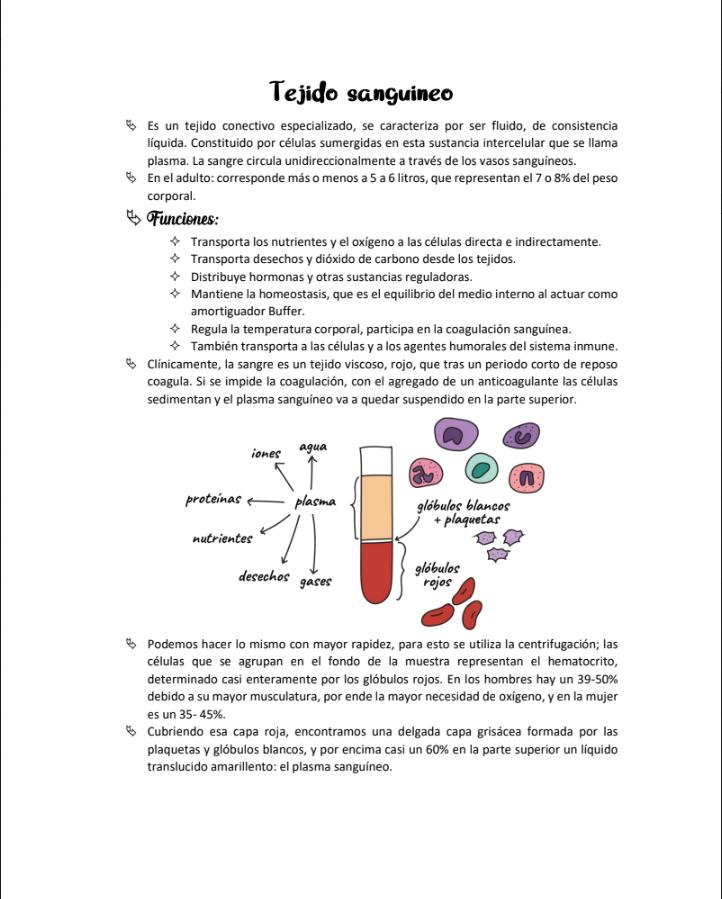 Tejido sanguineo
Es un tejido conectivo especializado, se caracteriza por ser fluido, de consistencia
líquida. Constituido por células sumergidas en esta sustancia intercelular que se llama
plasma. La sangre circula unidireccionalmente a través de los vasos sanguíneos.
En el adulto: corresponde más o menos a 5 a 6 litros, que representan el 7 o 8% del peso
corporal.
Funciones:
Transporta los nutrientes y el oxígeno a las células directa e indirectamente.
Transporta desechos y dióxido de carbono desde los tejidos.
Distribuye hormonas y otras sustancias reguladoras.
Mantiene la homeostasis, que es el equilibrio del medio interno al actuar como
amortiguador Buffer.
Regula la temperatura corporal, participa en la coagulación sanguínea.
También transporta a las células y a los agentes humorales del sistema inmune.
Clínicamente, la sangre es un tejido viscoso, rojo, que tras un periodo corto de reposo
coagula. Si se impide la coagulación, con el agregado de un anticoagulante las células
sedimentan y el plasma sanguíneo va a quedar suspendido en la parte superior.
iones
agua
proteínas
plasma
nutrientes
desechos
gases
glóbulos blancos
+ plaquetas
glóbulos
rojos
Podemos hacer lo mismo con mayor rapidez, para esto se utiliza la centrifugación; las
células que se agrupan en el fondo de la muestra representan el hematocrito,
determinado casi enteramente por los glóbulos rojos. En los hombres hay un 39-50%
debido a su mayor musculatura, por ende la mayor necesidad de oxígeno, y en la mujer
es un 35- 45%.
Cubriendo esa capa roja, encontramos una delgada capa grisácea formada por las
plaquetas y glóbulos blancos, y por encima casi un 60% en la parte superior un líquido
translucido amarillento: el plasma sanguíneo.